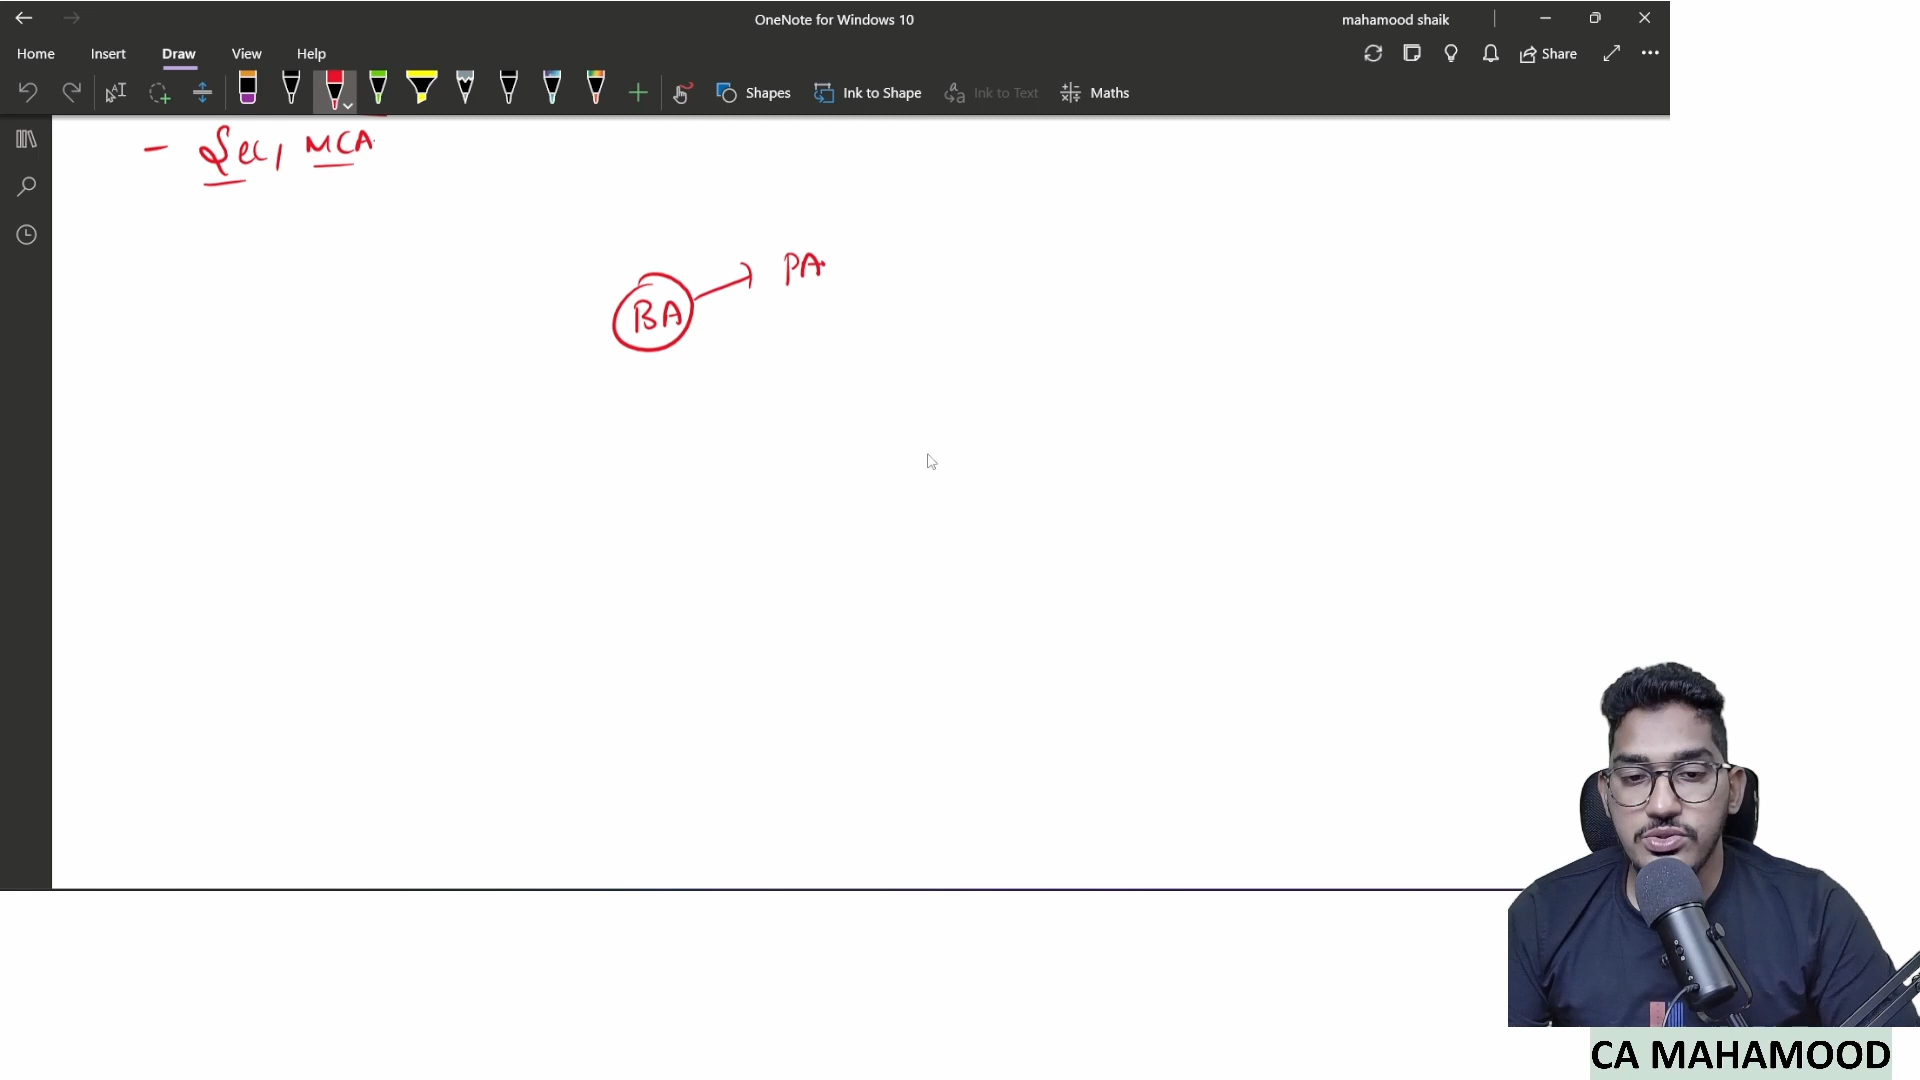 OneNote for Windows 10
mahamood shaik
Home Insert Draw View Help
Share
Shapes Ink to Shape Ink to Text Maths
- Sec, MCA
BA → PA
CA MAHAMOOD